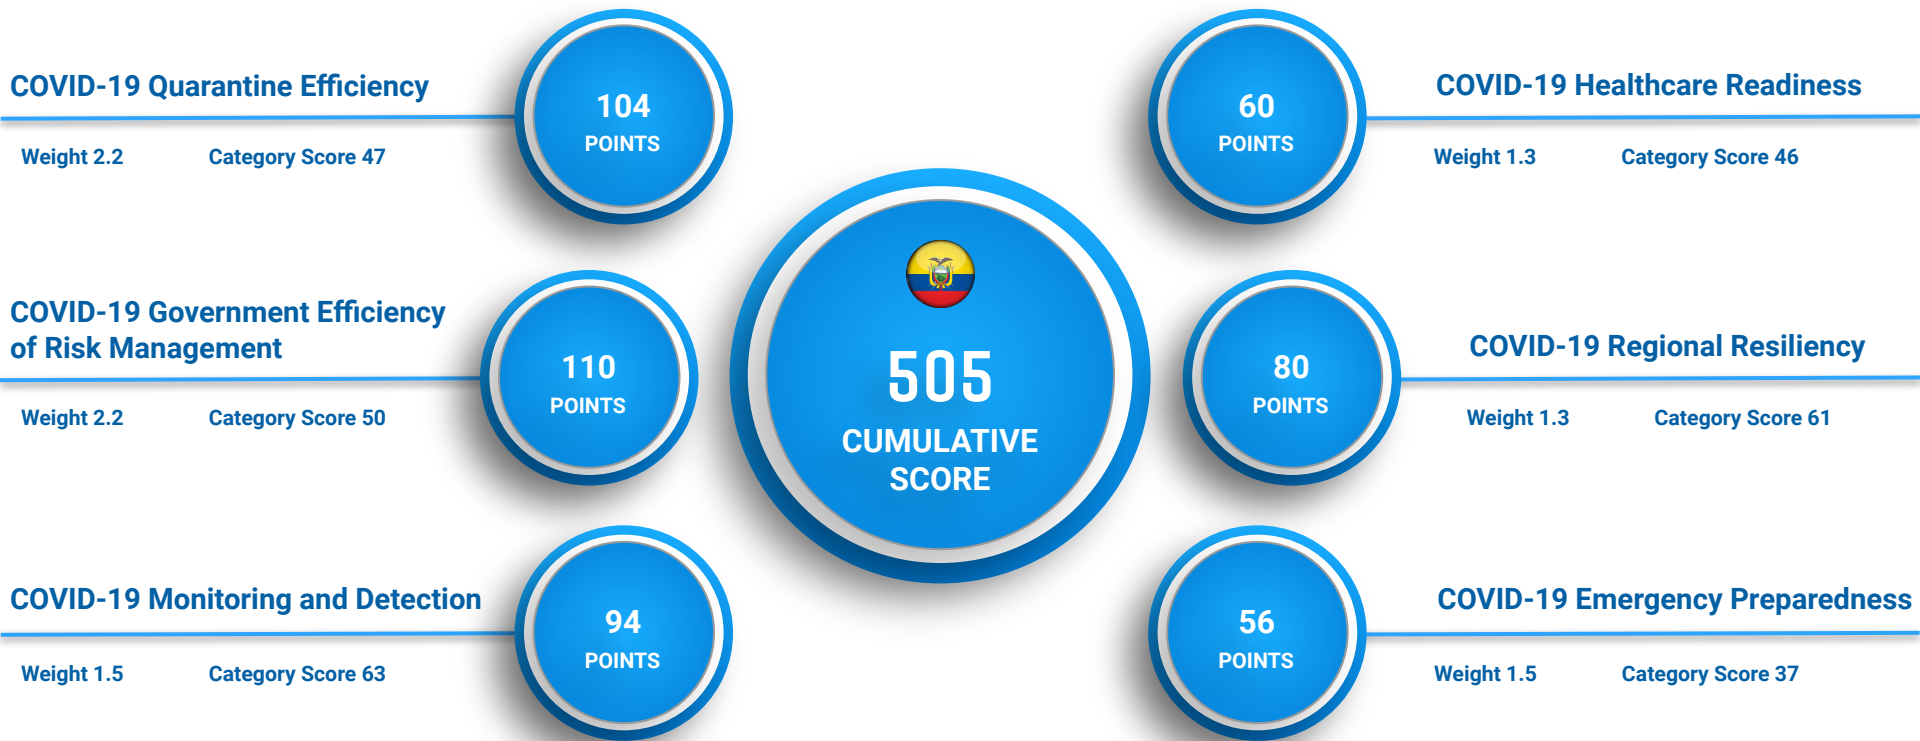 COVID-19 Quarantine Efficiency
Weight 2.2 Category Score 47
104
POINTS
COVID-19 Government Efficiency
of Risk Management
Weight 2.2 Category Score 50
110
POINTS
COVID-19 Monitoring and Detection
Weight 1.5 Category Score 63
94
POINTS
505
CUMULATIVE
SCORE
60
POINTS
COVID-19 Healthcare Readiness
Weight 1.3 Category Score 46
80
POINTS
COVID-19 Regional Resiliency
Weight 1.3 Category Score 61
56
POINTS
COVID-19 Emergency Preparedness
Weight 1.5 Category Score 37